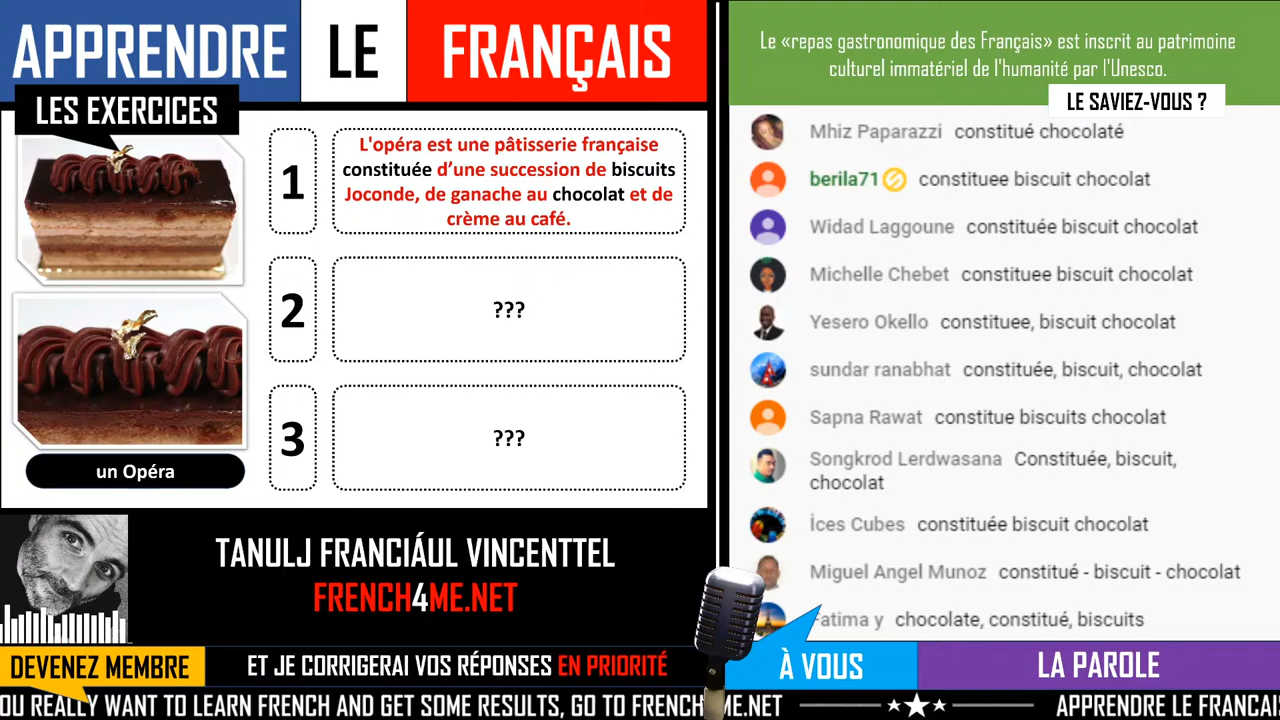 APPRENDRE LE FRANÇAIS
LES EXERCICES
1
L'opéra est une pâtisserie française
constituée d’une succession de biscuits
Joconde, de ganache au chocolat et de
crème au café.
2
???
3
???
un Opéra
TANULJ FRANCIÁUL VINCENTTEL
FRENCH4ME.NET
DEVENEZ MEMBRE
ET JE CORRIGERAI VOS RÉPONSES EN PRIORITÉ
Le «repas gastronomique des Français» est inscrit au patrimoine
culturel immatériel de l'humanité par l'Unesco.
LE SAVIEZ-VOUS ?
Mhiz Paparazzi constitué chocolaté
berila71 constituee biscuit chocolat
Widad Laggoune constituée biscuit chocolat
Michelle Chebet constituee biscuit chocolat
Yesero Okello constituee, biscuit chocolat
sundar ranabhat constituée, biscuit, chocolat
Sapna Rawat constitue biscuits chocolat
Songkrod Lerdwasana Constituée, biscuit,
chocolat
İces Cubes constituée biscuit chocolat
Miguel Angel Munoz constitué - biscuit - chocolat
Fatima y chocolate, constitué, biscuits
À VOUS
LA PAROLE
OU REALLY WANT TO LEARN FRENCH AND GET SOME RESULTS, GO TO FRENCH4ME.NET
APPRENDRE LE FRANCAI